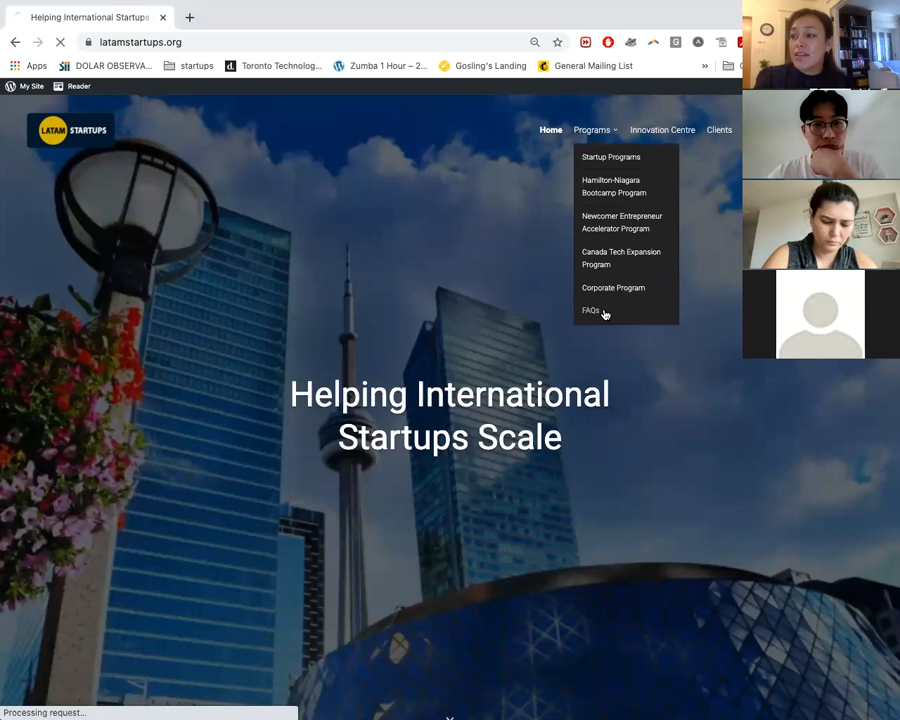 Helping International Startups
latamstartups.org
Apps
DOLAR OBSERVA...
startups
Toronto Technolog...
Zumba 1 Hour – 2...
Gosling's Landing
General Mailing List
»
My Site
Reader
LATAM STARTUPS
Home
Programs
Innovation Centre
Clients
Startup Programs
Hamilton-Niagara
Bootcamp Program
Newcomer Entrepreneur
Accelerator Program
Canada Tech Expansion
Program
Corporate Program
FAQs
Helping International
Startups Scale
Processing request...